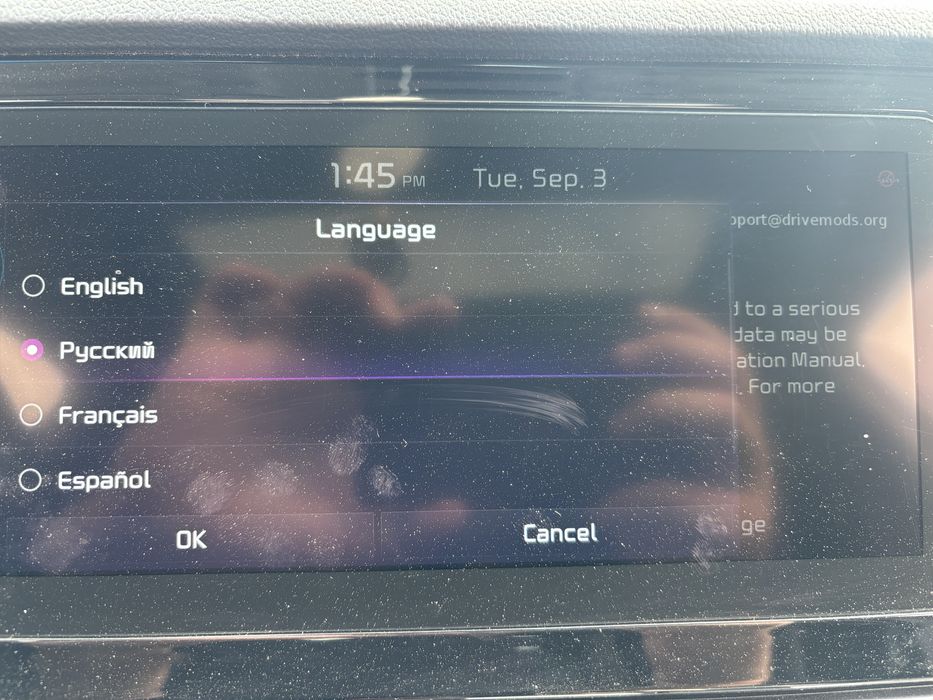 1:45 PM Tue, Sep. 3
pport@drivemods.org
Language
English
Русский
Français
Español
OK Cancel
d to a serious
data may be
ation Manual.
. For more
ge